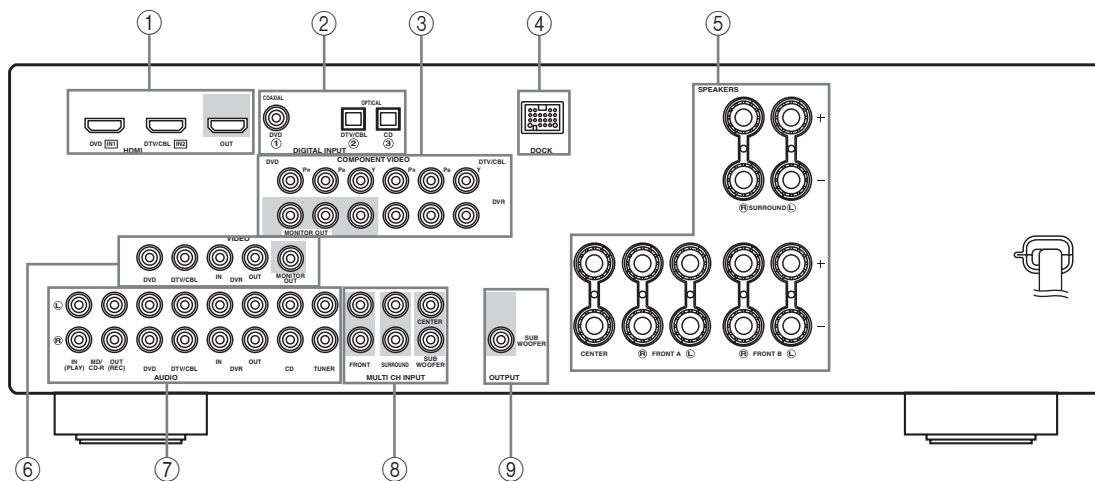 ① ② ③ ④ ⑤
SPEAKERS
COAXIAL OPTICAL
DVD IN1 DTV/CBL IN2 OUT
HDMI
DVD DTV/CBL CD
① ② ③
DIGITAL INPUT
DOCK
COMPONENT VIDEO
DVD PR PB Y PR PB Y DTV/CBL
DVR
MONITOR OUT
+
−
R SURROUND L
VIDEO
DVD DTV/CBL IN DVR OUT MONITOR OUT
L
R
IN (PLAY) MD/CD-R OUT (REC) DVD DTV/CBL IN DVR OUT CD TUNER
AUDIO
CENTER
FRONT SURROUND SUB WOOFER
MULTI CH INPUT
SUB WOOFER
OUTPUT
+
−
CENTER R FRONT A L R FRONT B L
⑥ ⑦ ⑧ ⑨